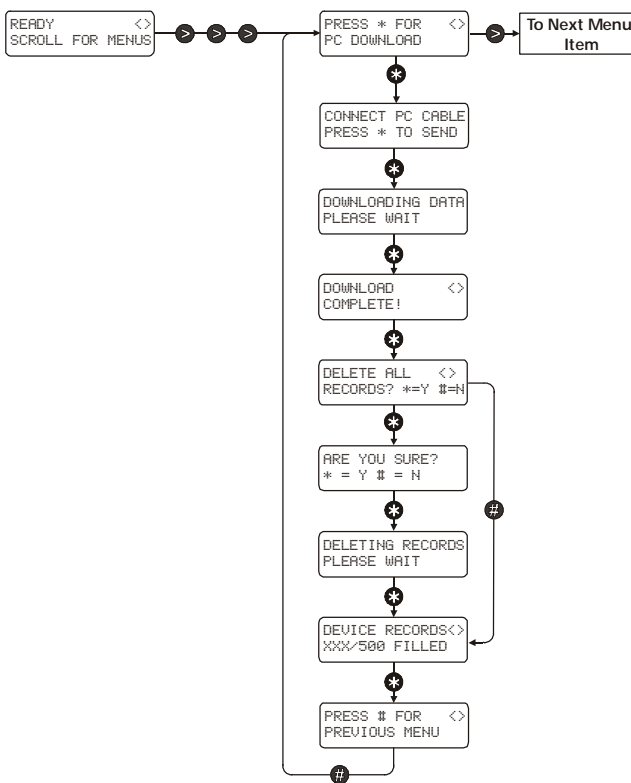 READY <>
SCROLL FOR MENUS
>
>
>
PRESS * FOR <>
PC DOWNLOAD
>
To Next Menu
Item
*
CONNECT PC CABLE
PRESS * TO SEND
*
DOWNLOADING DATA
PLEASE WAIT
*
DOWNLOAD <>
COMPLETE!
*
DELETE ALL <>
RECORDS? *=Y #=N
*
ARE YOU SURE?
* = Y # = N
#
*
DELETING RECORDS
PLEASE WAIT
*
DEVICE RECORDS<>
XXX/500 FILLED
*
PRESS # FOR <>
PREVIOUS MENU
#